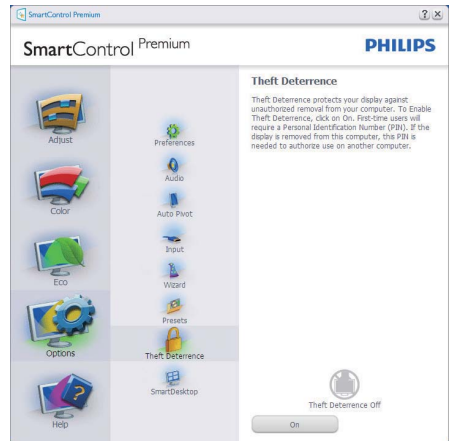 SmartControl Premium
SmartControl Premium
PHILIPS
Adjust
Color
Eco
Options
Help
Preferences
Audio
Auto Pivot
Input
Wizard
Presets
Theft Deterrence
SmartDesktop
Theft Deterrence
Theft Deterrence protects your display against
unauthorized removal from your computer. To Enable
Theft Deterrence, click on On. First-time users will
require a Personal Identification Number (PIN). If the
display is removed from this computer, this PIN is
needed to authorize use on another computer.
Theft Deterrence Off
On